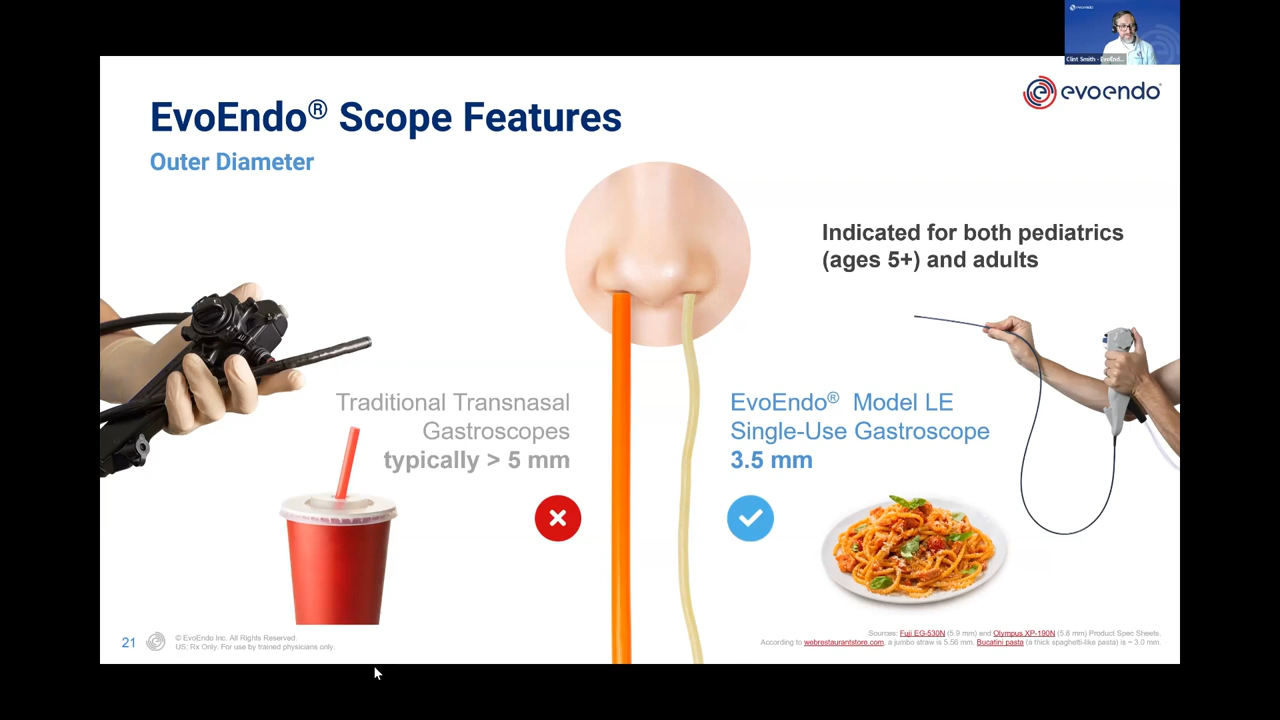 evoendo
Clint Smith - EvoEnd...
evoendo
EvoEndo® Scope Features
Outer Diameter
Indicated for both pediatrics
(ages 5+) and adults
Traditional Transnasal
Gastroscopes
typically > 5 mm
EvoEndo® Model LE
Single-Use Gastroscope
3.5 mm
21
© EvoEndo Inc. All Rights Reserved.
US: Rx Only. For use by trained physicians only.
Sources: Fuji EG-530N (5.9 mm) and Olympus XP-190N (5.8 mm) Product Spec Sheets.
According to webrestaurantstore.com, a jumbo straw is 5.56 mm. Bucatini pasta (a thick spaghetti-like pasta) is ~ 3.0 mm.